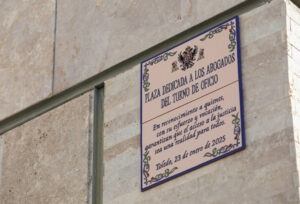 PLAZA DEDICADA A LOS ABOGADOS
DEL TURNO DE OFICIO
En reconocimiento a quienes,
con su esfuerzo y vocación,
garantizan que el acceso a la justicia
sea una realidad para todos.
Toledo, 23 de enero de 2025